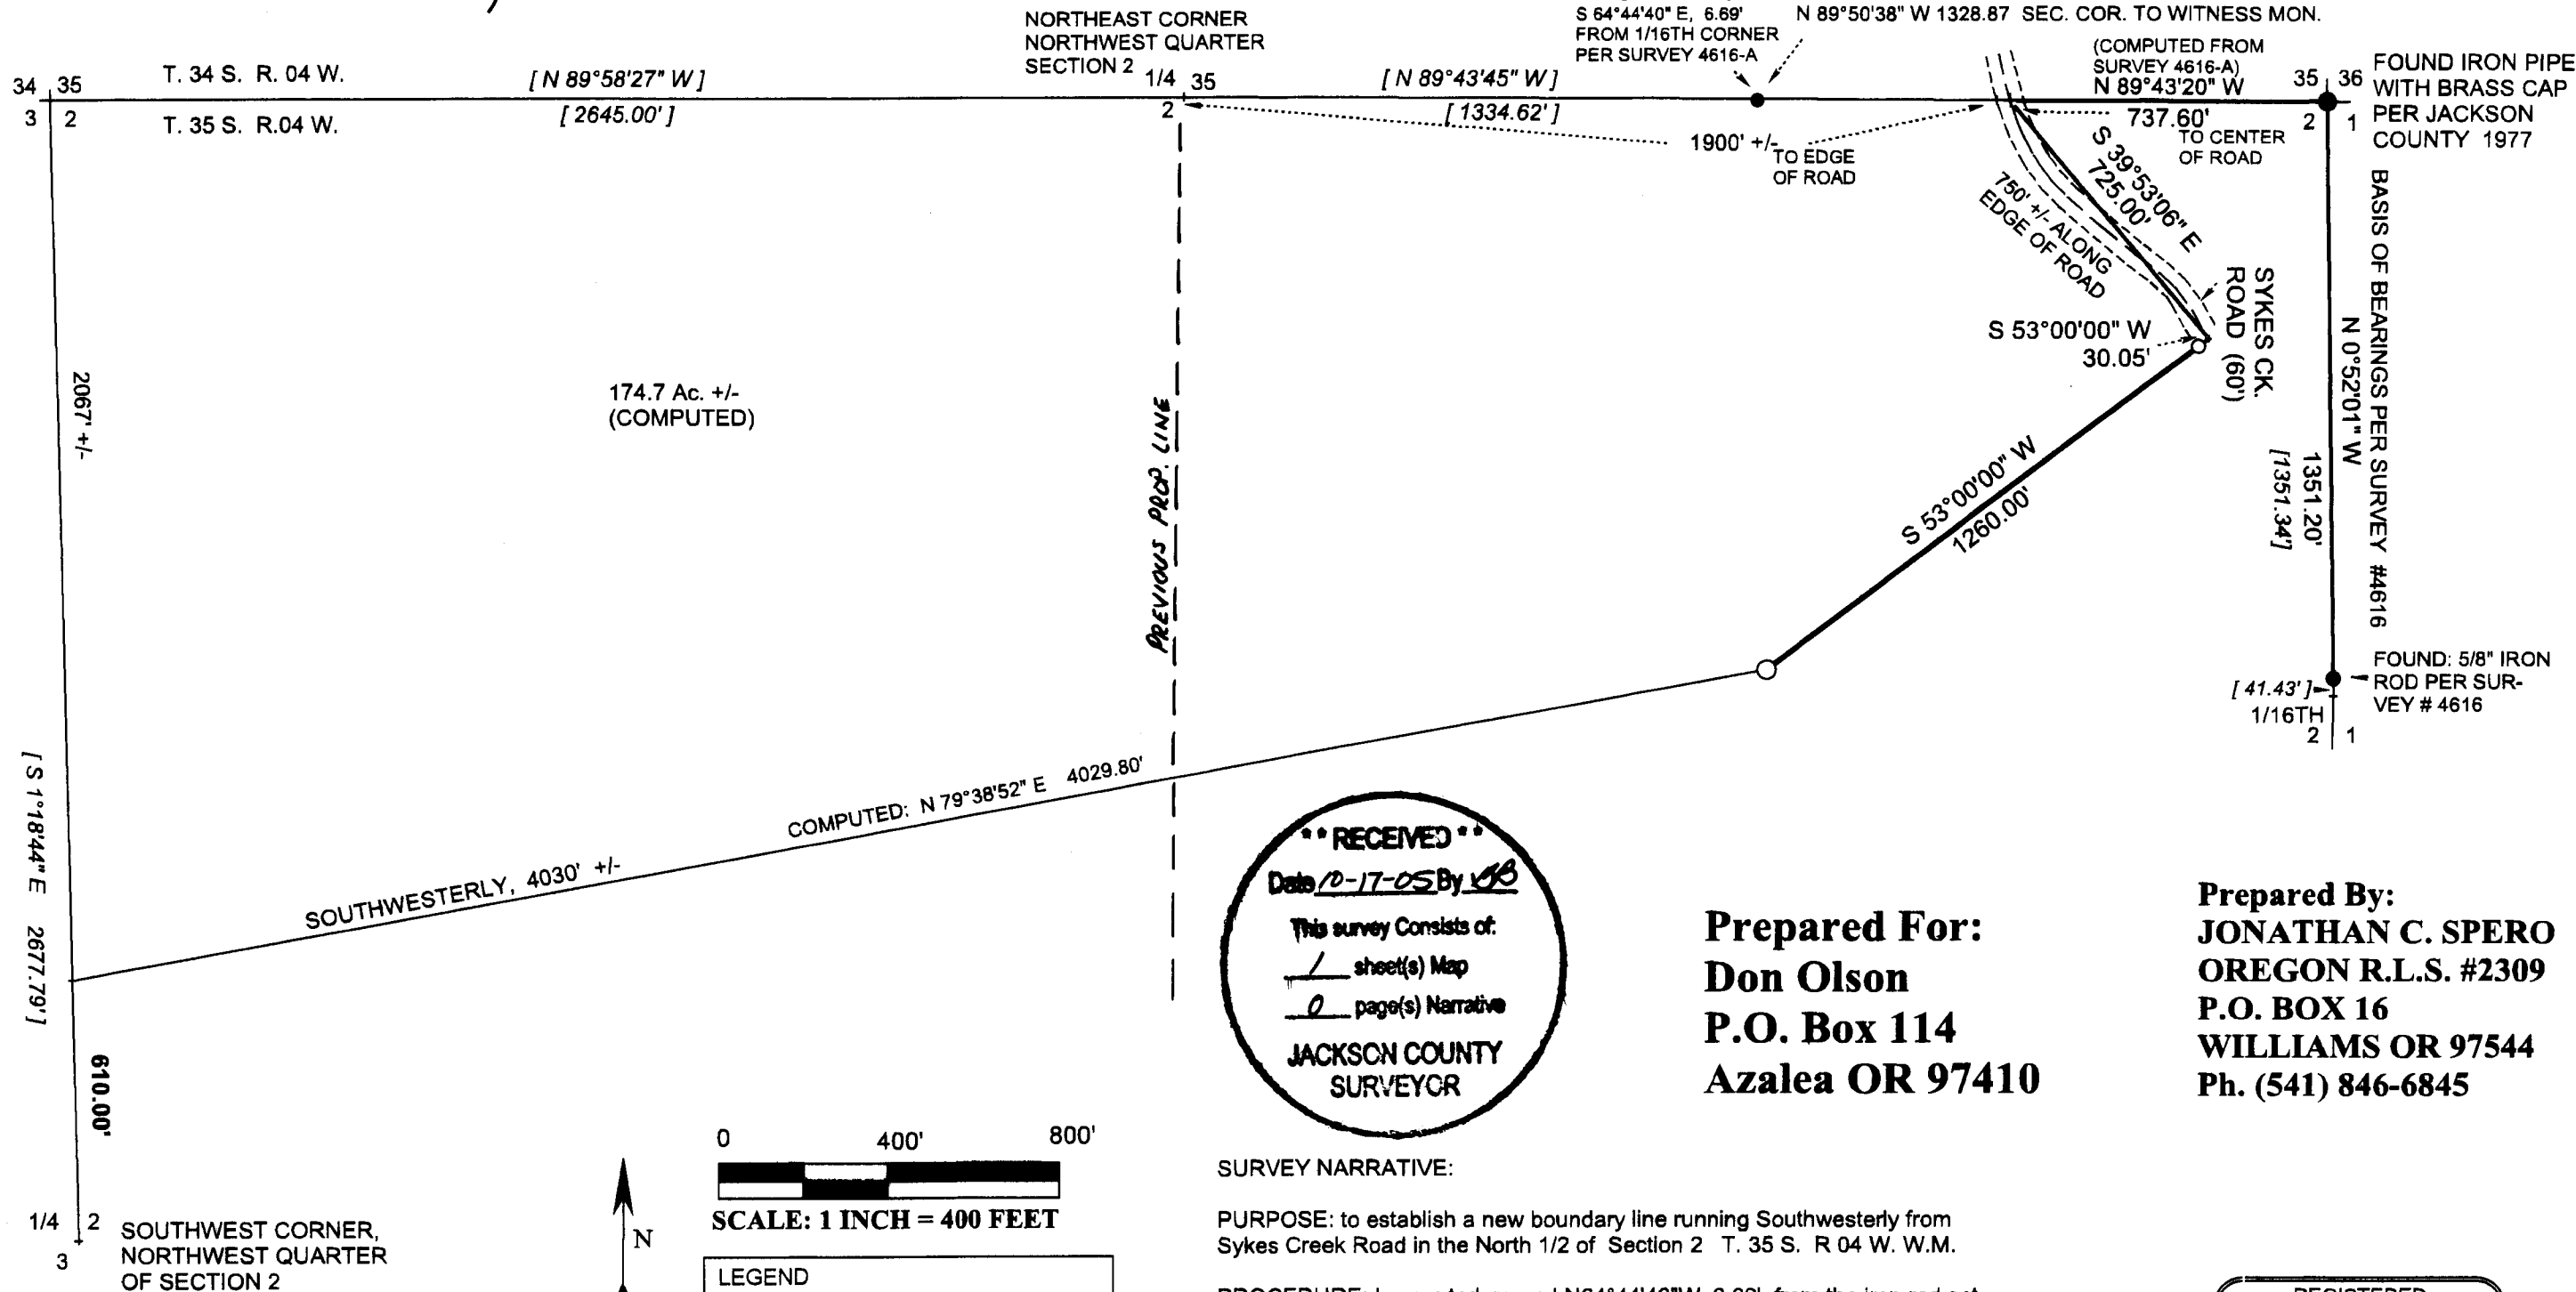 NORTHEAST CORNER
NORTHWEST QUARTER
SECTION 2
S 64°44'40" E, 6.69'
FROM 1/16TH CORNER
PER SURVEY 4616-A
N 89°50'38" W 1328.87 SEC. COR. TO WITNESS MON.
(COMPUTED FROM
SURVEY 4616-A)
N 89°43'20" W
737.60'
TO CENTER
OF ROAD
FOUND IRON PIPE
WITH BRASS CAP
PER JACKSON
COUNTY 1977
34 35
3 2
T. 34 S. R. 04 W.
T. 35 S. R.04 W.
[ N 89°58'27" W ]
[ 2645.00' ]
1/4 35
2
[ N 89°43'45" W ]
[ 1334.62' ]
1900' +/-
TO EDGE
OF ROAD
35 36
2 1
S 39°53'06" E
725.00'
750' +/- ALONG
EDGE OF ROAD
SYKES CK.
ROAD (60')
S 53°00'00" W
30.05'
BASIS OF BEARINGS PER SURVEY #4616
N 0°52'01" W
1351.20'
[1351.34']
2067' +/-
174.7 Ac. +/-
(COMPUTED)
PREVIOUS PROP. LINE
S 53°00'00" W
1260.00'
FOUND: 5/8" IRON
ROD PER SUR-
VEY # 4616
[ 41.43' ]
1/16TH
2 1
COMPUTED: N 79°38'52" E 4029.80'
SOUTHWESTERLY, 4030' +/-
[ S 1°18'44" E 2677.79' ]
610.00'
** RECEIVED **
Date 10-17-05 By
This survey Consists of:
1 sheet(s) Map
0 page(s) Narrative
JACKSON COUNTY
SURVEYOR
Prepared For:
Don Olson
P.O. Box 114
Azalea OR 97410
Prepared By:
JONATHAN C. SPERO
OREGON R.L.S. #2309
P.O. BOX 16
WILLIAMS OR 97544
Ph. (541) 846-6845
0 400' 800'
SCALE: 1 INCH = 400 FEET
N
LEGEND
1/4 2
3
SOUTHWEST CORNER,
NORTHWEST QUARTER
OF SECTION 2
SURVEY NARRATIVE:
PURPOSE: to establish a new boundary line running Southwesterly from
Sykes Creek Road in the North 1/2 of Section 2 T. 35 S. R 04 W. W.M.
REGISTERED